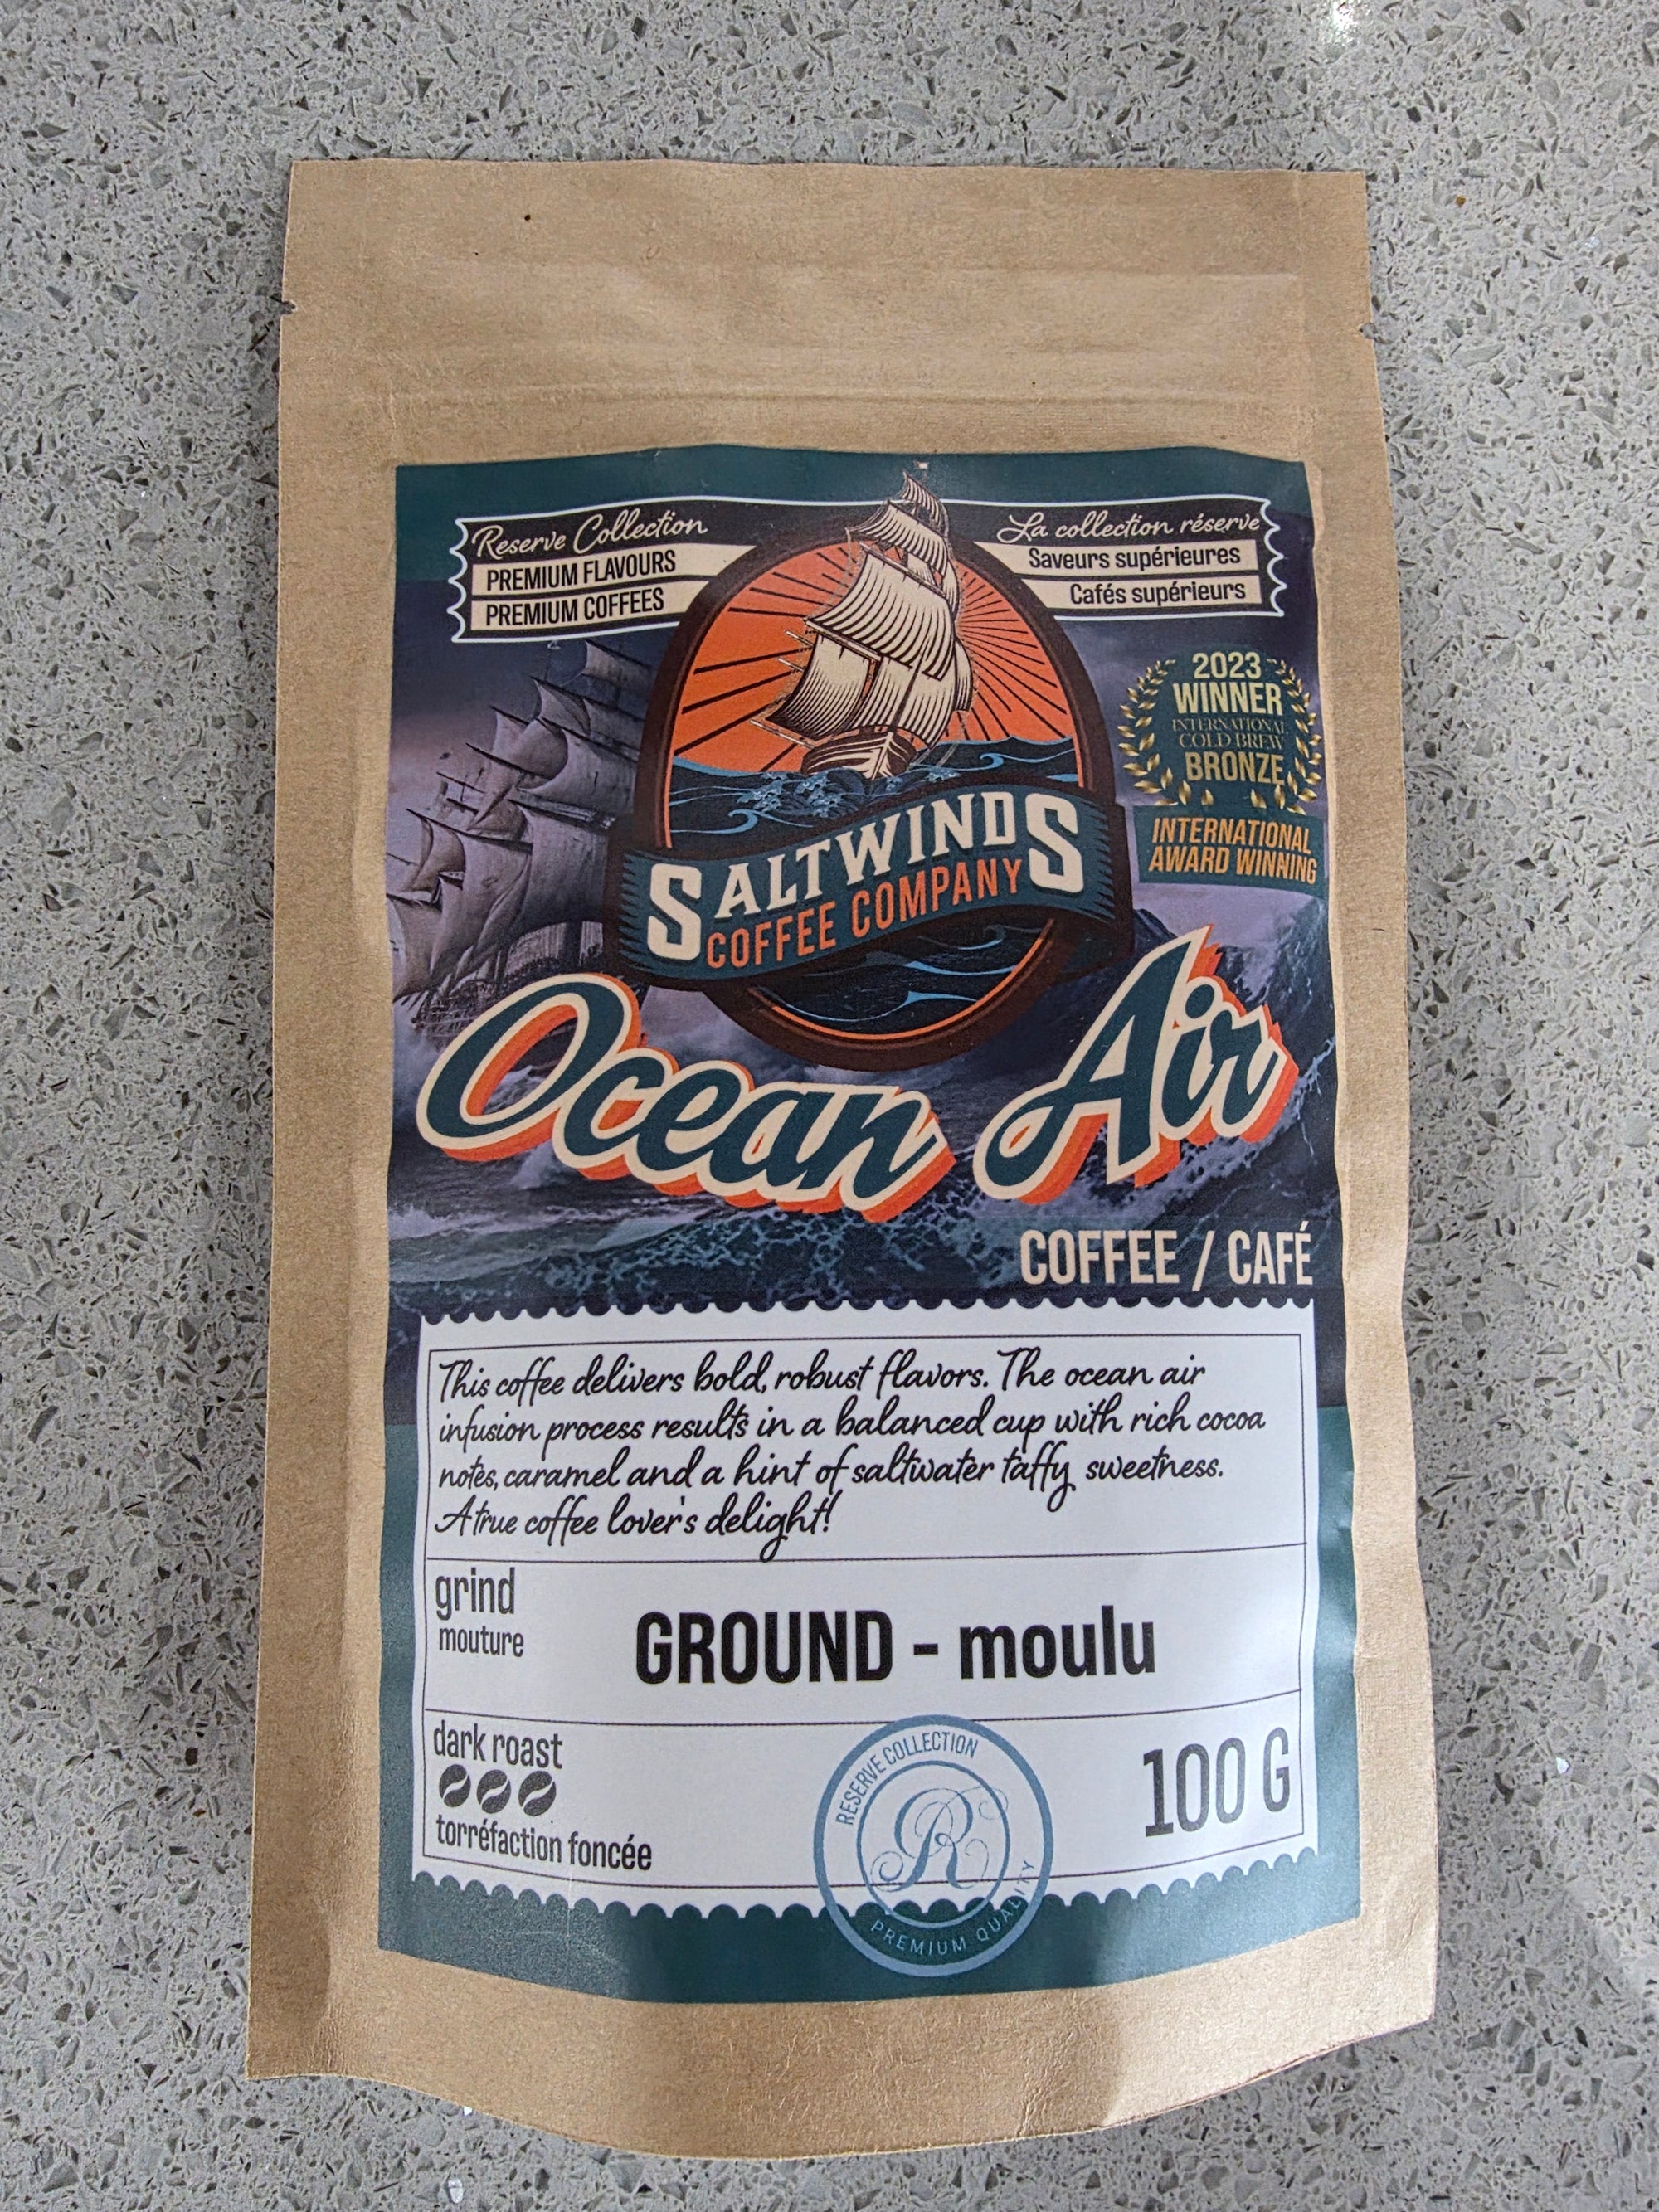 Reserve Collection
PREMIUM FLAVOURS
PREMIUM COFFEES
La collection réserve
Saveurs supérieures
Cafés supérieurs
2023
WINNER
INTERNATIONAL
COLD BREW
BRONZE
INTERNATIONAL
AWARD WINNING
SALTWINDS
COFFEE COMPANY
Ocean Air
COFFEE / CAFÉ
This coffee delivers bold, robust flavors. The ocean air
infusion process results in a balanced cup with rich cocoa
notes, caramel and a hint of saltwater taffy sweetness.
A true coffee lover's delight!
grind
mouture
GROUND - moulu
dark roast
torréfaction foncée
RESERVE COLLECTION
R
PREMIUM QUALITY
100 G